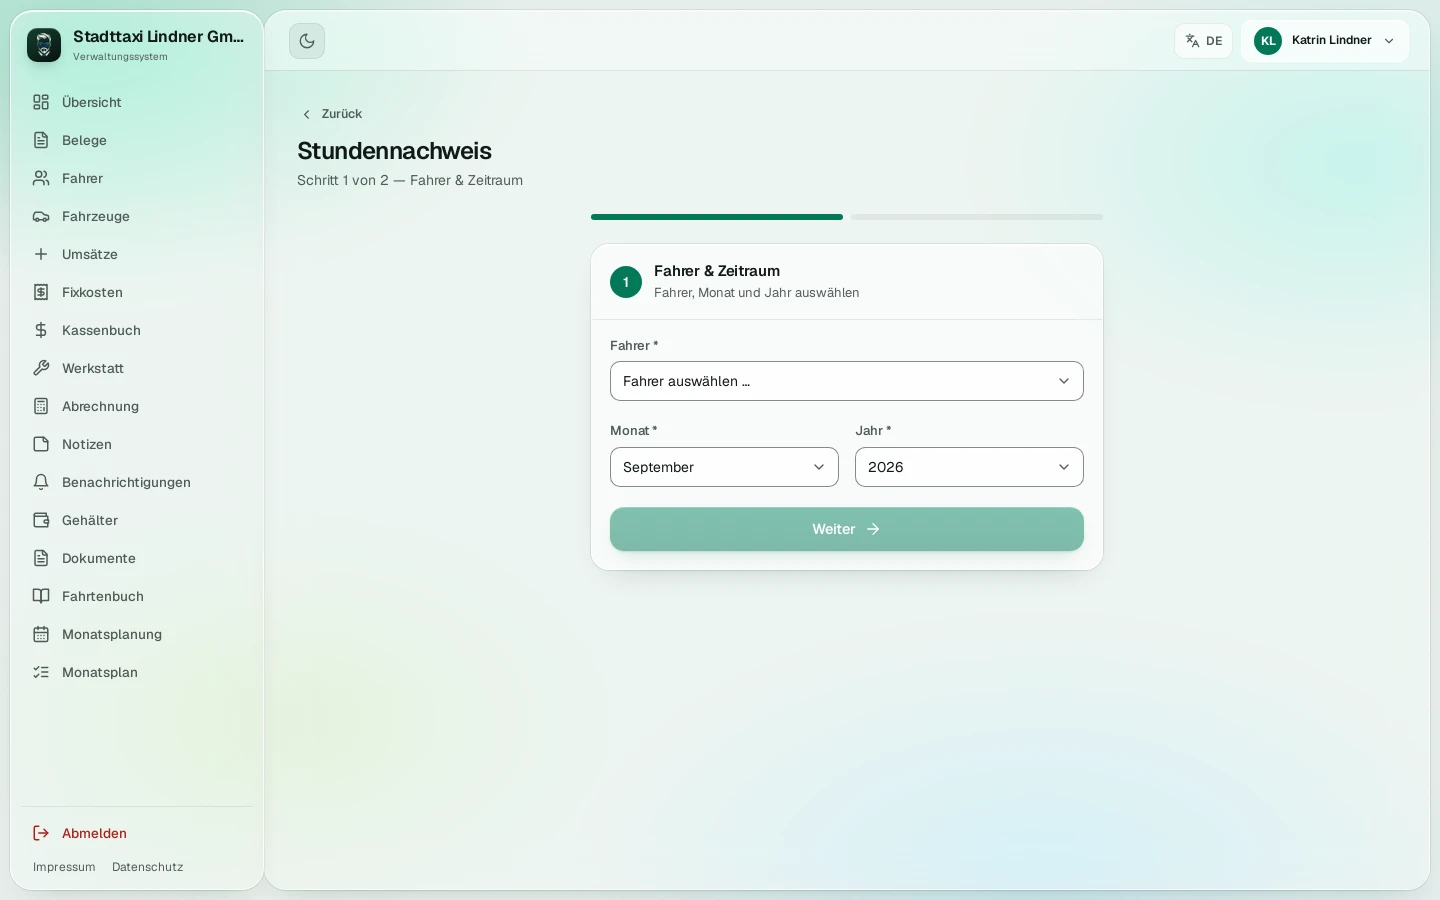 Stadttaxi Lindner Gm...
Verwaltungssystem
Übersicht
Belege
Fahrer
Fahrzeuge
Umsätze
Fixkosten
Kassenbuch
Werkstatt
Abrechnung
Notizen
Benachrichtigungen
Gehälter
Dokumente
Fahrtenbuch
Monatsplanung
Monatsplan
Abmelden
Impressum Datenschutz
DE
KL Katrin Lindner
Zurück
Stundennachweis
Schritt 1 von 2 — Fahrer & Zeitraum
1
Fahrer & Zeitraum
Fahrer, Monat und Jahr auswählen
Fahrer *
Fahrer auswählen ...
Monat * Jahr *
September 2026
Weiter